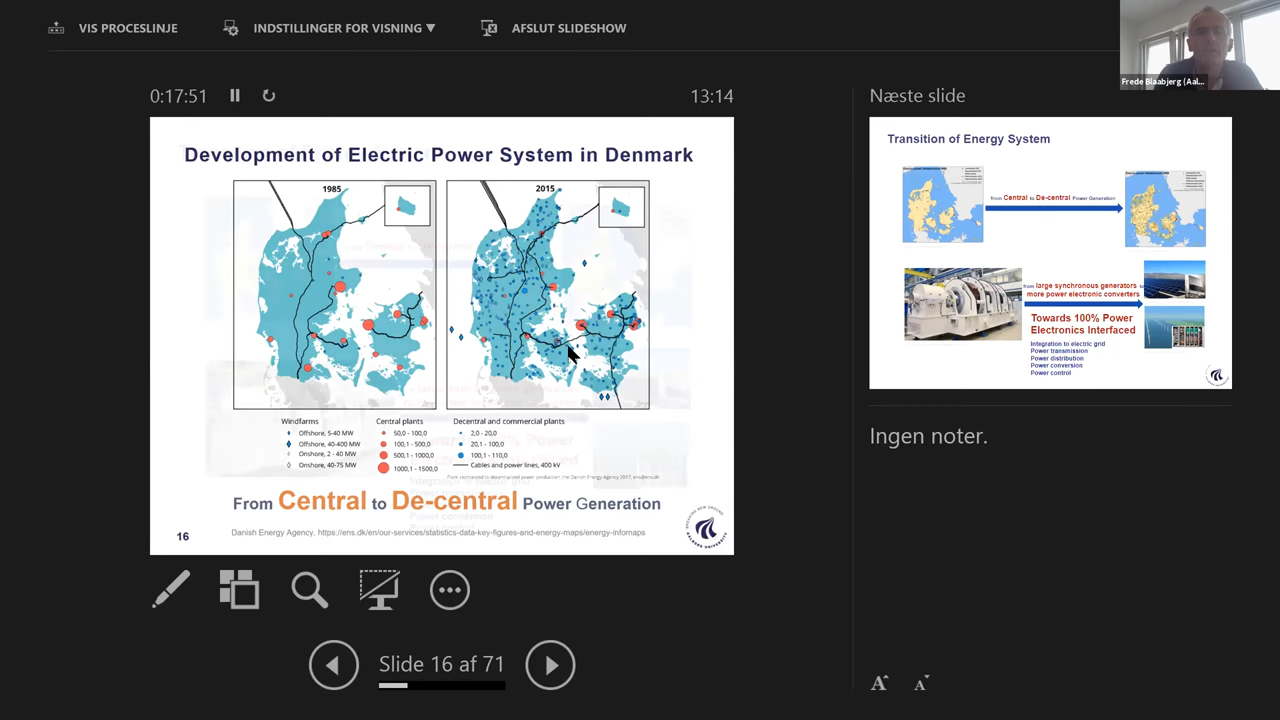 VIS PROCESLINJE
INDSTILLINGER FOR VISNING ▼
AFSLUT SLIDESHOW
Frede Blaabjerg (Aal...
0:17:51
13:14
Næste slide
Development of Electric Power System in Denmark
1985
2015
Windfarms
Offshore, 5-40 MW
Offshore, 40-400 MW
Onshore, 2 - 40 MW
Onshore, 40-75 MW
Central plants
50,0 - 100,0
100,1 - 500,0
500,1 - 1000,0
1000,1 - 1500,0
Decentral and commercial plants
2,0 - 20,0
20,1 - 100,0
100,1 - 110,0
Cables and power lines, 400 kV
From Central to De-central Power Generation
16
Danish Energy Agency, https://ens.dk/en/our-services/statistics-data-key-figures-and-energy-maps/energy-infomaps
AALBORG UNIVERSITY
Transition of Energy System
from Central to De-central Power Generation
from large synchronous generators to
more power electronic converters
Towards 100% Power
Electronics Interfaced
Integration to electric grid
Power transmission
Power distribution
Power conversion
Power control
Ingen noter.
Slide 16 af 71
A A